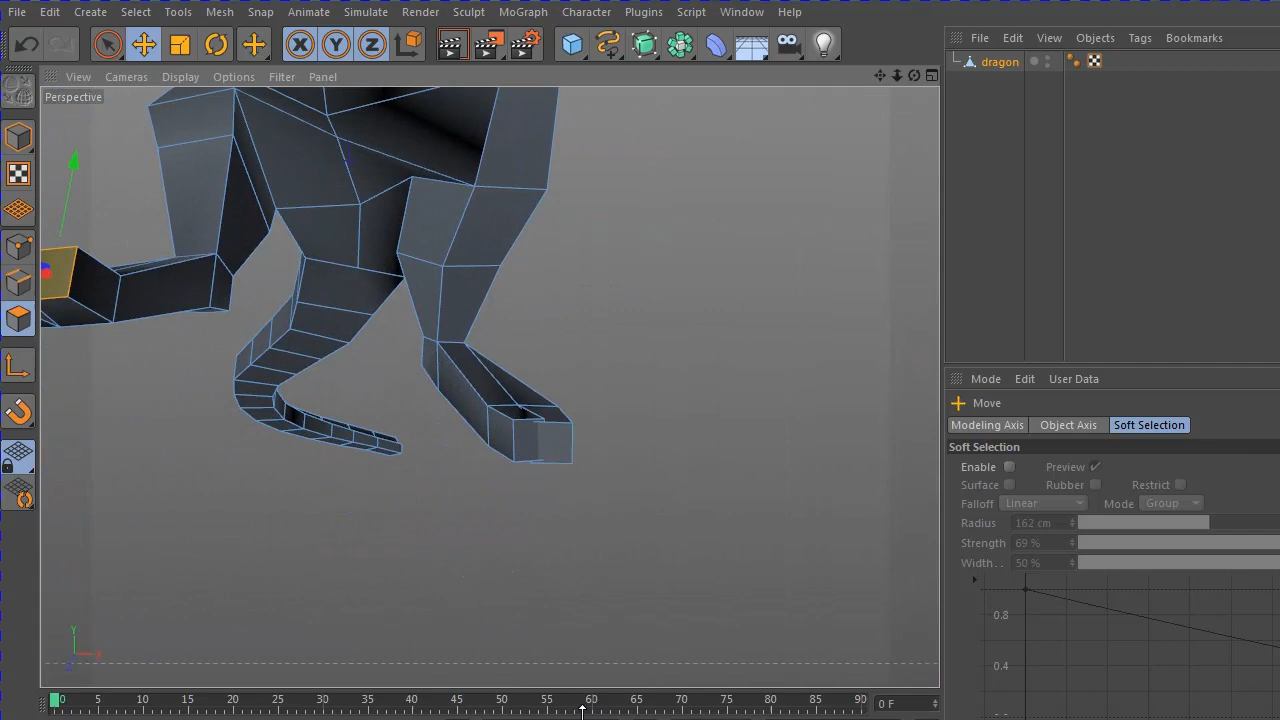 File Edit Create Select Tools Mesh Snap Animate Simulate Render Sculpt MoGraph Character Plugins Script Window Help
X Y Z
File Edit View Objects Tags Bookmarks
dragon
View Cameras Display Options Filter Panel
Perspective
Mode Edit User Data
Move
Modeling Axis Object Axis Soft Selection
Soft Selection
Enable Preview
Surface Rubber Restrict
Falloff Linear Mode Group
Radius 162 cm
Strength 69 %
Width . . 50 %
0.8
0.4
Y
X
Z
0 5 10 15 20 25 30 35 40 45 50 55 60 65 70 75 80 85 90 0 F